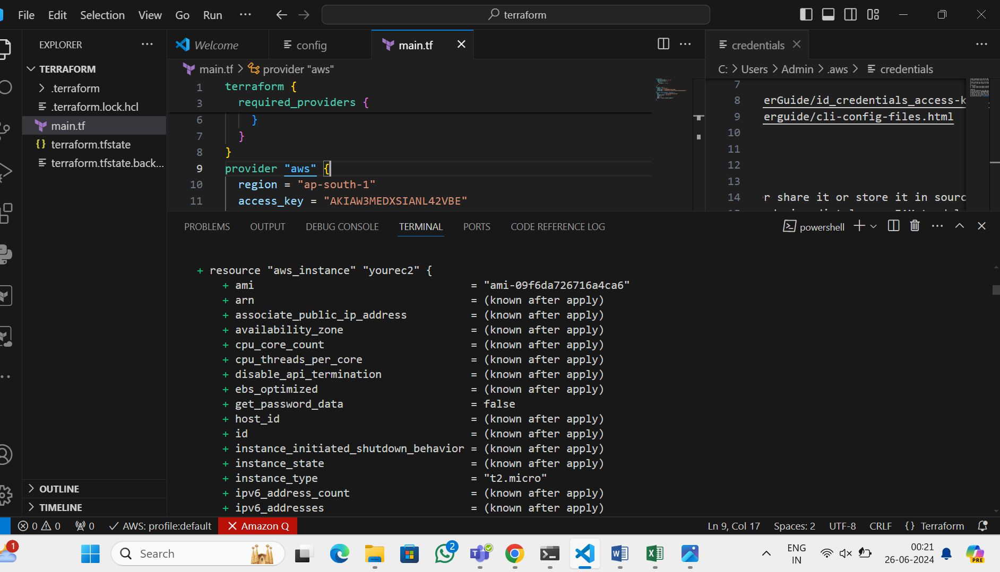 File Edit Selection View Go Run ··· terraform
EXPLORER ···
TERRAFORM
.terraform
.terraform.lock.hcl
main.tf
terraform.tfstate
terraform.tfstate.back...
OUTLINE
TIMELINE
Welcome config main.tf
main.tf > provider "aws"
1 terraform {
3 required_providers {
6 }
7 }
8 }
9 provider "aws" {
10 region = "ap-south-1"
11 access_key = "AKIAW3MEDXSIANL42VBE"
credentials
C: > Users > Admin > .aws > credentials
7
8 erGuide/id_credentials_access-k
9 erguide/cli-config-files.html
10
11
12
13
14 r share it or store it in sourc
PROBLEMS OUTPUT DEBUG CONSOLE TERMINAL PORTS CODE REFERENCE LOG powershell
+ resource "aws_instance" "yourec2" {
+ ami = "ami-09f6da726716a4ca6"
+ arn = (known after apply)
+ associate_public_ip_address = (known after apply)
+ availability_zone = (known after apply)
+ cpu_core_count = (known after apply)
+ cpu_threads_per_core = (known after apply)
+ disable_api_termination = (known after apply)
+ ebs_optimized = (known after apply)
+ get_password_data = false
+ host_id = (known after apply)
+ id = (known after apply)
+ instance_initiated_shutdown_behavior = (known after apply)
+ instance_state = (known after apply)
+ instance_type = "t2.micro"
+ ipv6_address_count = (known after apply)
+ ipv6_addresses = (known after apply)
0 0 0 AWS: profile:default Amazon Q Ln 9, Col 17 Spaces: 2 UTF-8 CRLF {} Terraform
1 Search 2 ENG
IN
00:21
26-06-2024
PRE